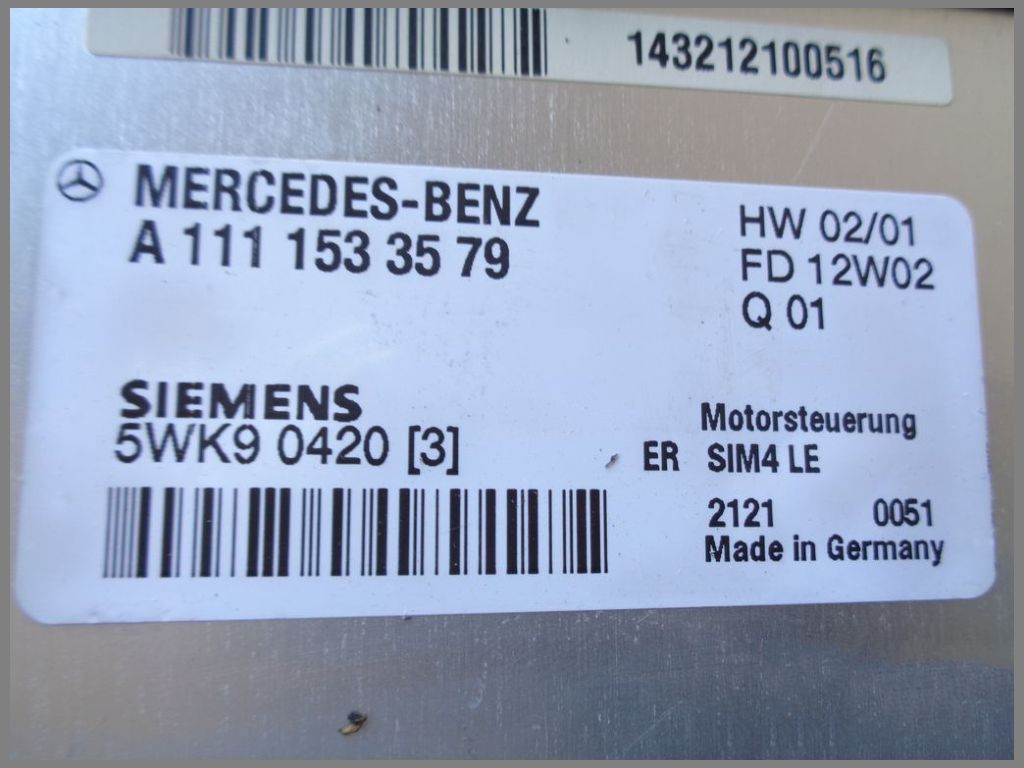 143212100516
MERCEDES-BENZ
A 111 153 35 79
HW 02/01
FD 12W02
Q 01
SIEMENS
5WK9 0420 [3]
Motorsteuerung
ER SIM4 LE
2121 0051
Made in Germany